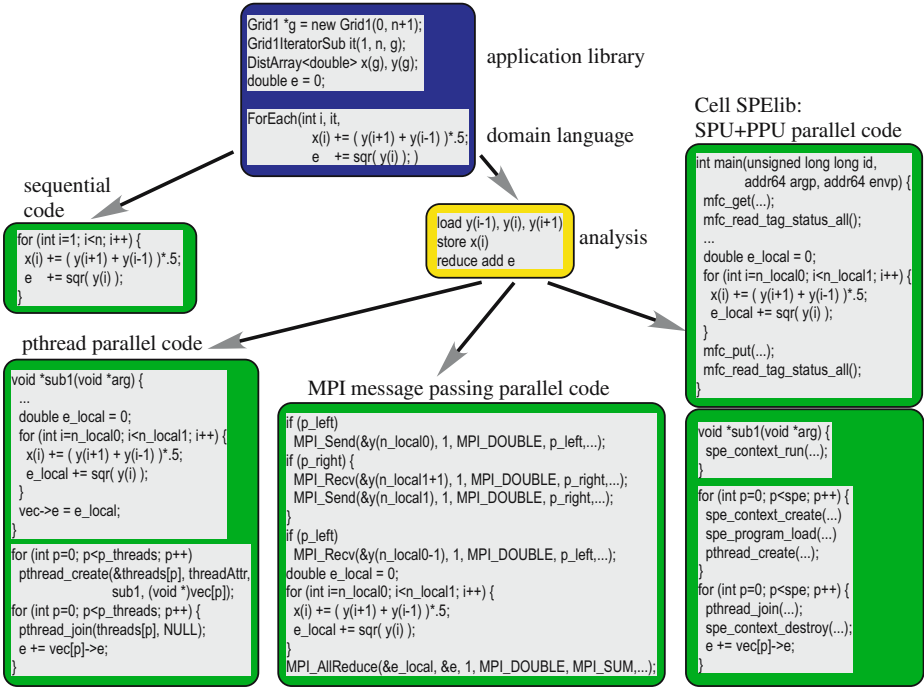 Grid1 *g = new Grid1(0, n+1);
Grid1IteratorSub it(1, n, g);
DistArray<double> x(g), y(g);
double e = 0;
ForEach(int i, it,
x(i) += ( y(i+1) + y(i-1) )*.5;
e += sqr( y(i) ); )
application library
domain language
sequential
code
for (int i=1; i<n; i++) {
x(i) += ( y(i+1) + y(i-1) )*.5;
e += sqr( y(i) );
}
load y(i-1), y(i), y(i+1)
store x(i)
reduce add e
analysis
Cell SPElib:
SPU+PPU parallel code
int main(unsigned long long id,
addr64 argp, addr64 envp) {
mfc_get(...);
mfc_read_tag_status_all();
...
double e_local = 0;
for (int i=n_local0; i<n_local1; i++) {
x(i) += ( y(i+1) + y(i-1) )*.5;
e_local += sqr( y(i) );
}
mfc_put(...);
mfc_read_tag_status_all();
}
void *sub1(void *arg) {
spe_context_run(...);
}
for (int p=0; p<spe; p++) {
spe_context_create(...)
spe_program_load(...)
pthread_create(...);
}
for (int p=0; p<spe; p++) {
pthread_join(...);
spe_context_destroy(...);
e += vec[p]->e;
}
pthread parallel code
void *sub1(void *arg) {
...
double e_local = 0;
for (int i=n_local0; i<n_local1; i++) {
x(i) += ( y(i+1) + y(i-1) )*.5;
e_local += sqr( y(i) );
}
vec->e = e_local;
}
for (int p=0; p<p_threads; p++)
pthread_create(&threads[p], threadAttr,
sub1, (void *)vec[p]);
for (int p=0; p<p_threads; p++) {
pthread_join(threads[p], NULL);
e += vec[p]->e;
}
MPI message passing parallel code
if (p_left)
MPI_Send(&y(n_local0), 1, MPI_DOUBLE, p_left,...);
if (p_right) {
MPI_Recv(&y(n_local1+1), 1, MPI_DOUBLE, p_right,...);
MPI_Send(&y(n_local1), 1, MPI_DOUBLE, p_right,...);
}
if (p_left)
MPI_Recv(&y(n_local0-1), 1, MPI_DOUBLE, p_left,...);
double e_local = 0;
for (int i=n_local0; i<n_local1; i++) {
x(i) += ( y(i+1) + y(i-1) )*.5;
e_local += sqr( y(i) );
}
MPI_AllReduce(&e_local, &e, 1, MPI_DOUBLE, MPI_SUM,...);